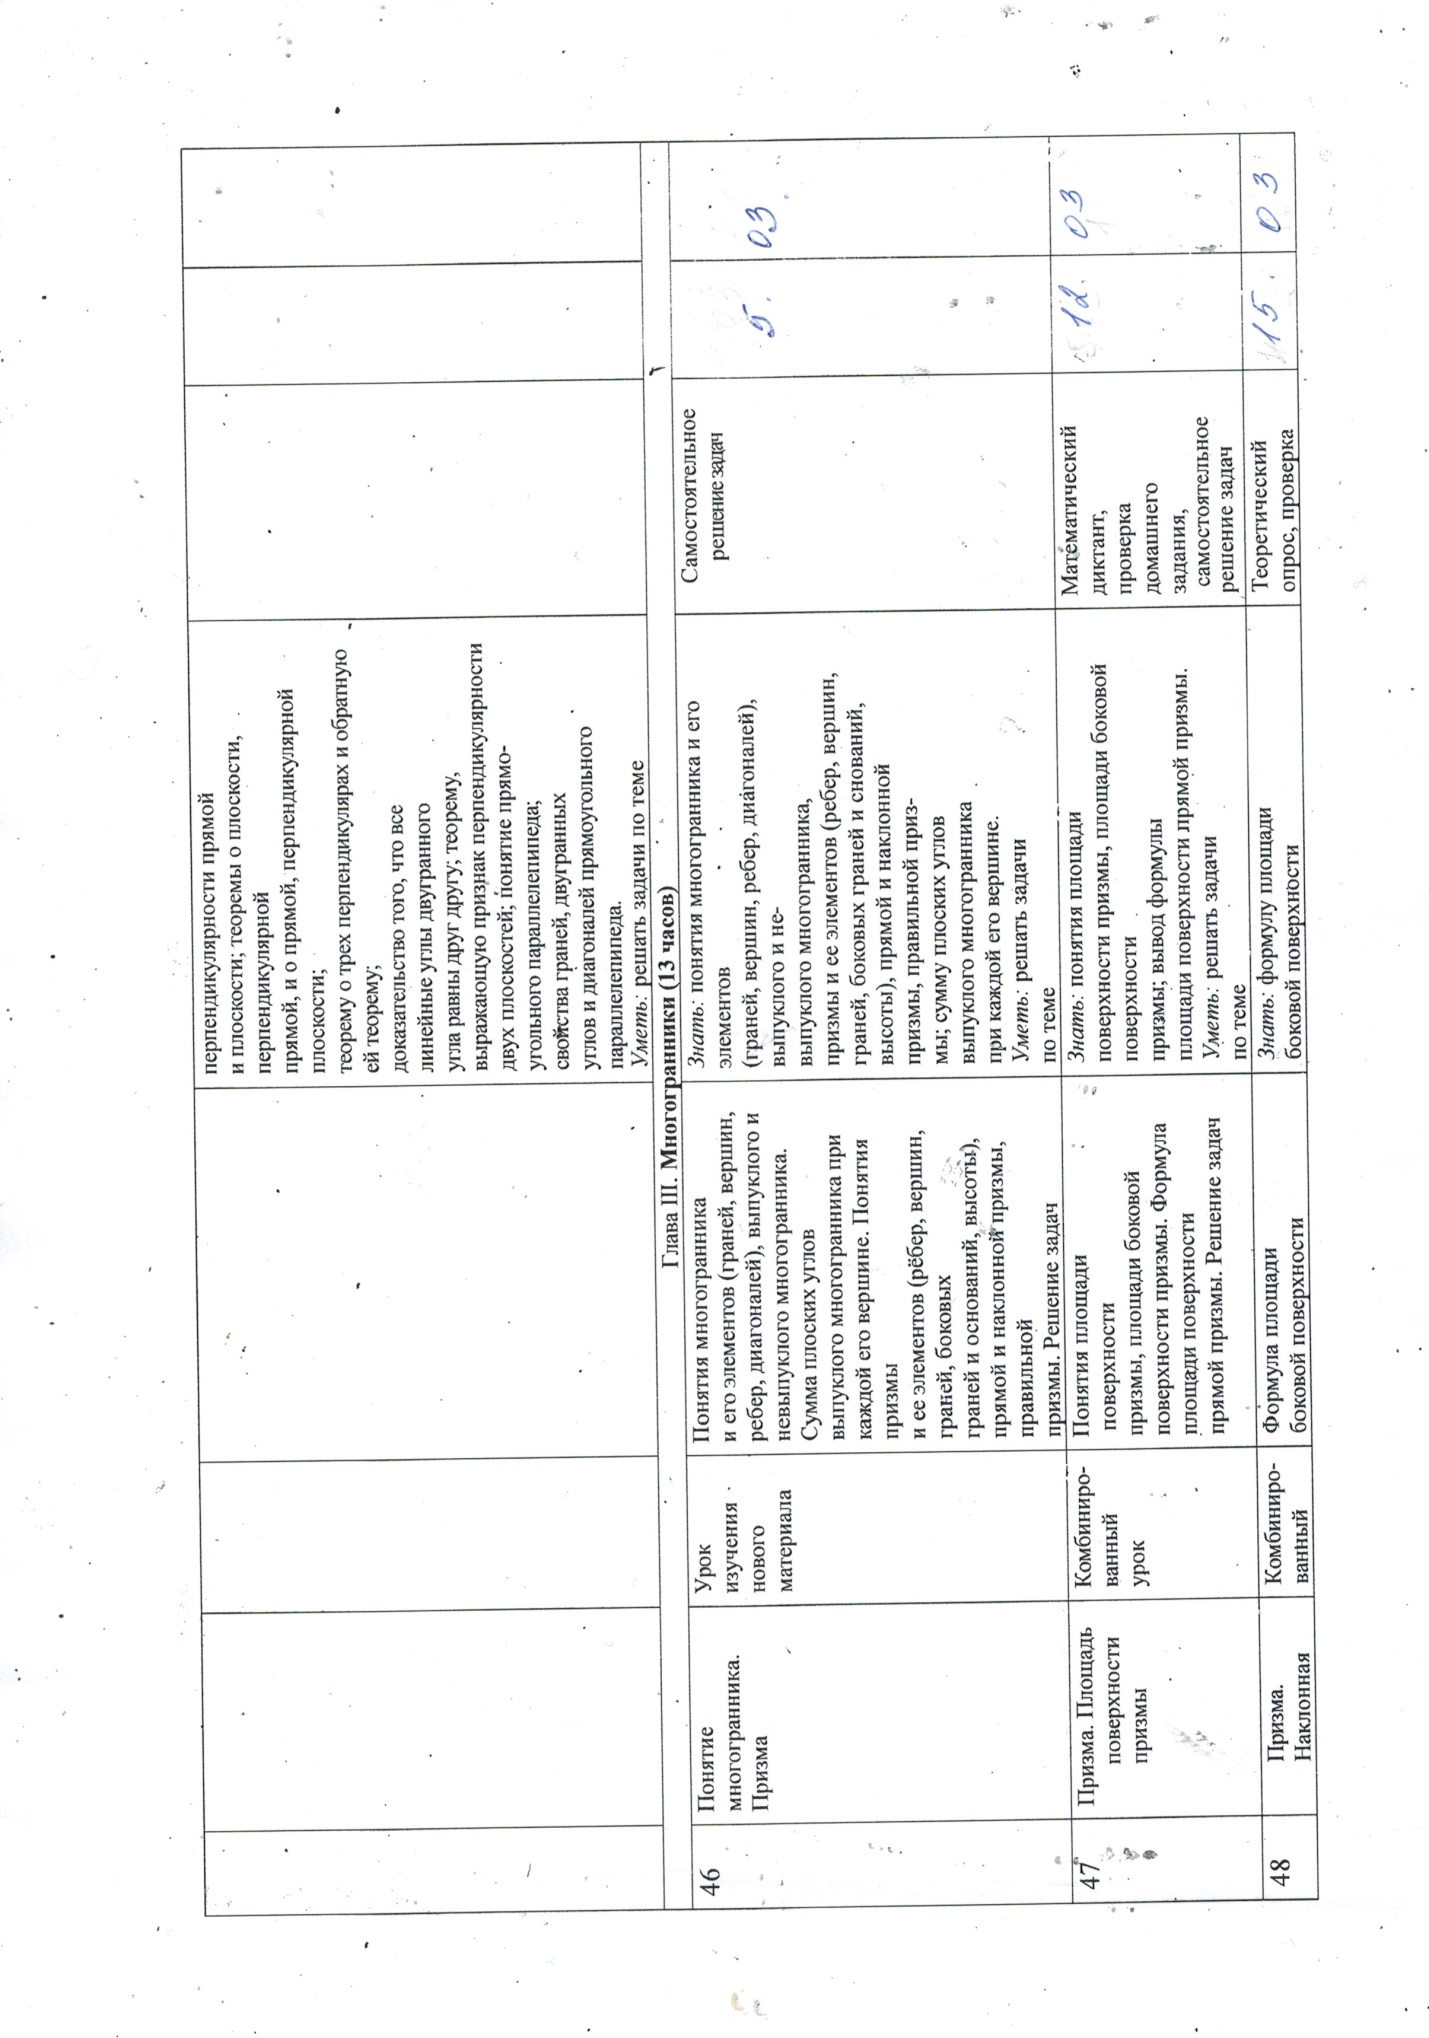 перпендикулярности прямой
и плоскости; теоремы о плоскости,
перпендикулярной
прямой, и о прямой, перпендикулярной
плоскости;
теорему о трех перпендикулярах и обратную
ей теорему;
доказательство того, что все
линейные углы двугранного
угла равны друг другу; теорему,
выражающую признак перпендикулярности
двух плоскостей; понятие прямо-
угольного параллелепипеда;
свойства граней, двугранных
углов и диагоналей прямоугольного
параллелепипеда.
Уметь: решать задачи по теме
Глава III. Многогранники (13 часов)
46
Понятие
многогранника.
Призма
Урок
изучения
нового
материала
Понятия многогранника
и его элементов (граней, вершин,
ребер, диагоналей), выпуклого и
невыпуклого многогранника.
Сумма плоских углов
выпуклого многогранника при
каждой его вершине. Понятия
призмы
и ее элементов (рёбер, вершин,
граней, боковых
граней и оснований, высоты),
прямой и наклонной призмы,
правильной
призмы. Решение задач
Знать: понятия многогранника и его
элементов
(граней, вершин, ребер, диагоналей),
выпуклого и не-
выпуклого многогранника,
призмы и ее элементов (ребер, вершин,
граней, боковых граней и снований,
высоты), прямой и наклонной
призмы, правильной приз-
мы; сумму плоских углов
выпуклого многогранника
при каждой его вершине.
Уметь: решать задачи
по теме
Самостоятельное
решение задач
5. 03
47
Призма. Площадь
поверхности
призмы
Комбиниро-
ванный
урок
Понятия площади
поверхности
призмы, площади боковой
поверхности призмы. Формула
площади поверхности
прямой призмы. Решение задач
Знать: понятия площади
поверхности призмы, площади боковой
поверхности
призмы; вывод формулы
площади поверхности прямой призмы.
Уметь: решать задачи
по теме
Математический
диктант,
проверка
домашнего
задания,
самостоятельное
решение задач
12. 03
48
Призма.
Наклонная
Комбиниро-
ванный
Формула площади
боковой поверхности
Знать: формулу площади
боковой поверхности
Теоретический
опрос, проверка
15. 03